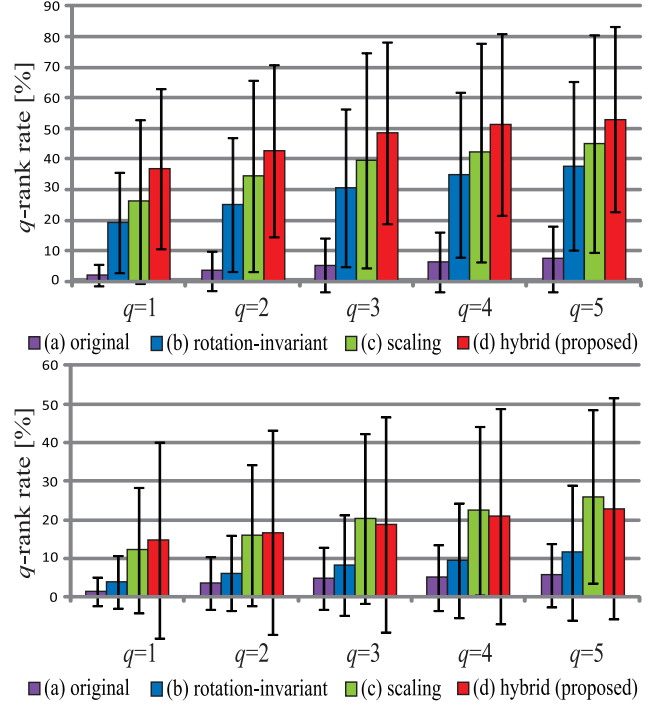 90
80
70
60
50
40
30
20
10
0
q-rank rate [%]
q=1 q=2 q=3 q=4 q=5
(a) original (b) rotation-invariant (c) scaling (d) hybrid (proposed)
60
50
40
30
20
10
0
q-rank rate [%]
q=1 q=2 q=3 q=4 q=5
(a) original (b) rotation-invariant (c) scaling (d) hybrid (proposed)